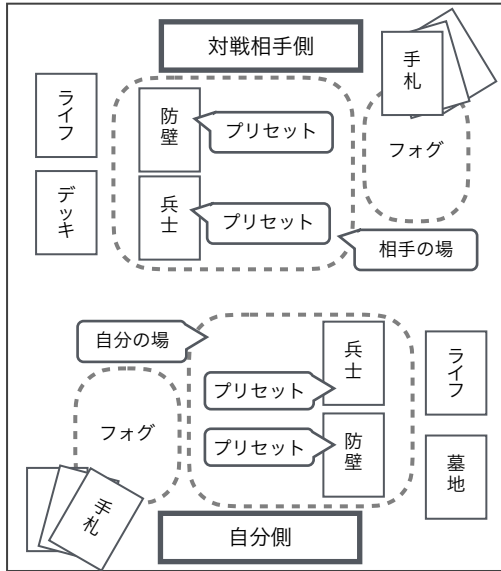 対戦相手側
手札
ライフ
防壁
プリセット
フォグ
デッキ
兵士
プリセット
相手の場
自分の場
兵士
ライフ
プリセット
フォグ
プリセット
防壁
墓地
手札
自分側